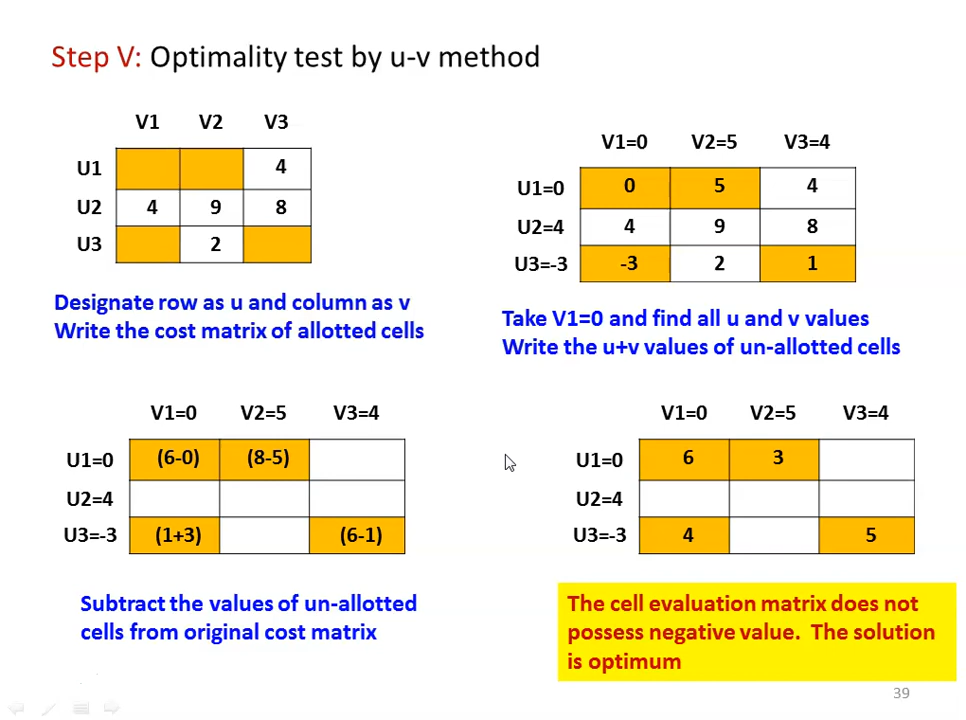 Step V: Optimality test by u-v method
V1 V2 V3
U1 4
U2 4 9 8
U3 2
Designate row as u and column as v
Write the cost matrix of allotted cells
V1=0 V2=5 V3=4
U1=0 0 5 4
U2=4 4 9 8
U3=-3 -3 2 1
Take V1=0 and find all u and v values
Write the u+v values of un-allotted cells
V1=0 V2=5 V3=4
U1=0 (6-0) (8-5)
U2=4
U3=-3 (1+3) (6-1)
Subtract the values of un-allotted
cells from original cost matrix
V1=0 V2=5 V3=4
U1=0 6 3
U2=4
U3=-3 4 5
The cell evaluation matrix does not
possess negative value. The solution
is optimum
39